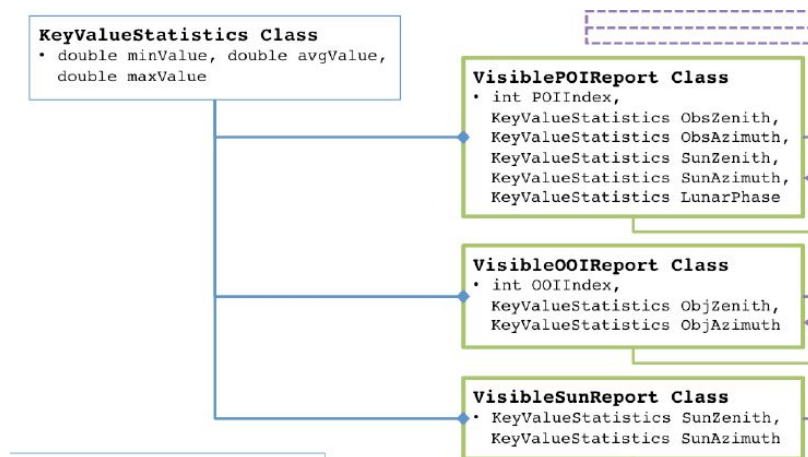 KeyValueStatistics Class
• double minValue, double avgValue,
double maxValue
VisiblePOIReport Class
• int POIIndex,
KeyValueStatistics ObsZenith,
KeyValueStatistics ObsAzimuth,
KeyValueStatistics SunZenith,
KeyValueStatistics SunAzimuth,
KeyValueStatistics LunarPhase
VisibleOOIReport Class
• int OOIIndex,
KeyValueStatistics ObjZenith,
KeyValueStatistics ObjAzimuth
VisibleSunReport Class
• KeyValueStatistics SunZenith,
KeyValueStatistics SunAzimuth